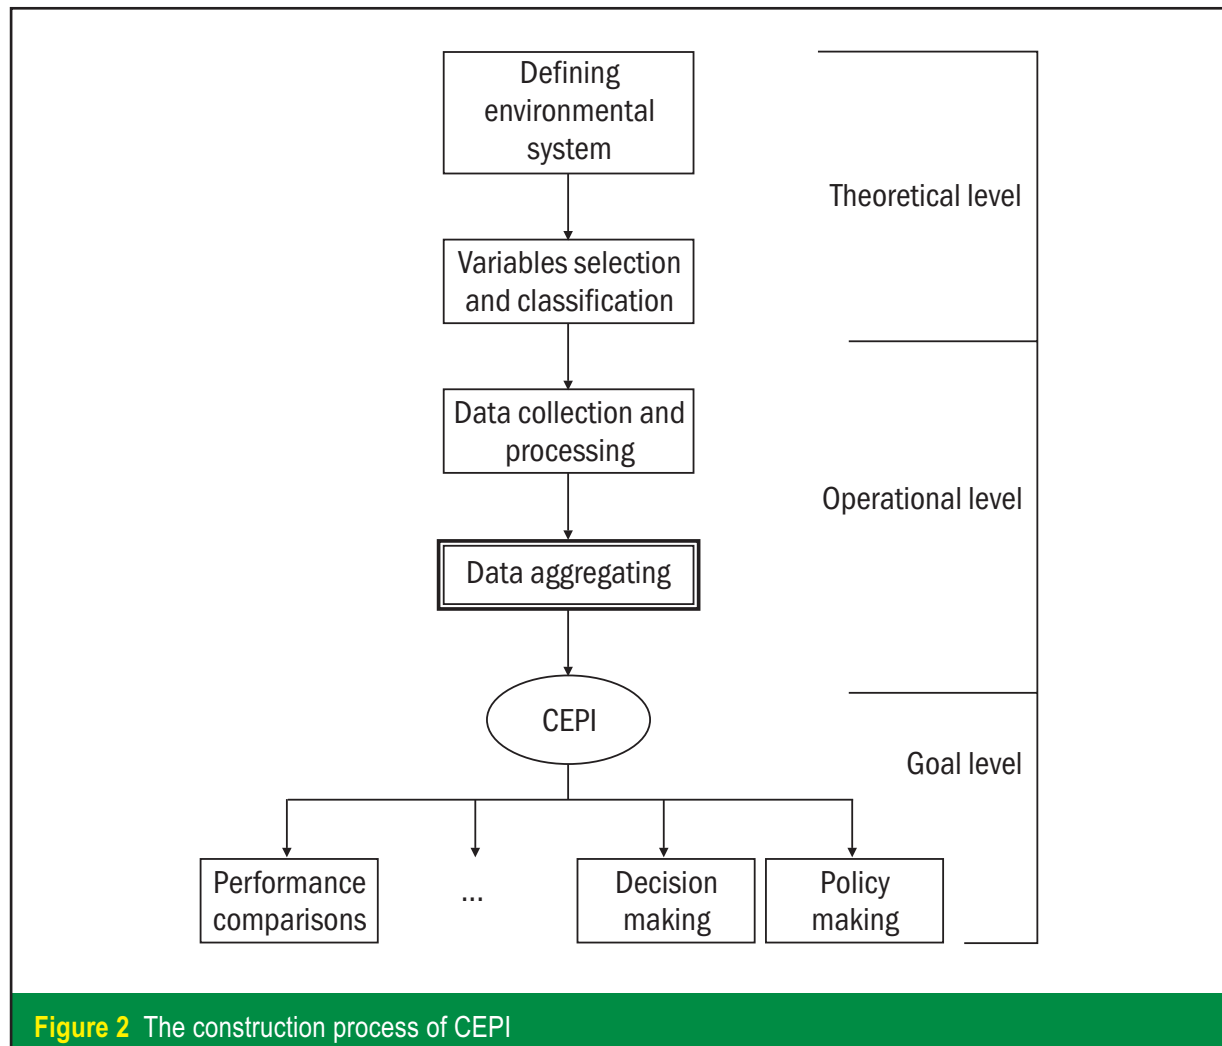 Defining
environmental
system
Theoretical level
Variables selection
and classification
Data collection and
processing
Operational level
Data aggregating
CEPI
Goal level
Performance
comparisons
...
Decision
making
Policy
making
Figure 2 The construction process of CEPI